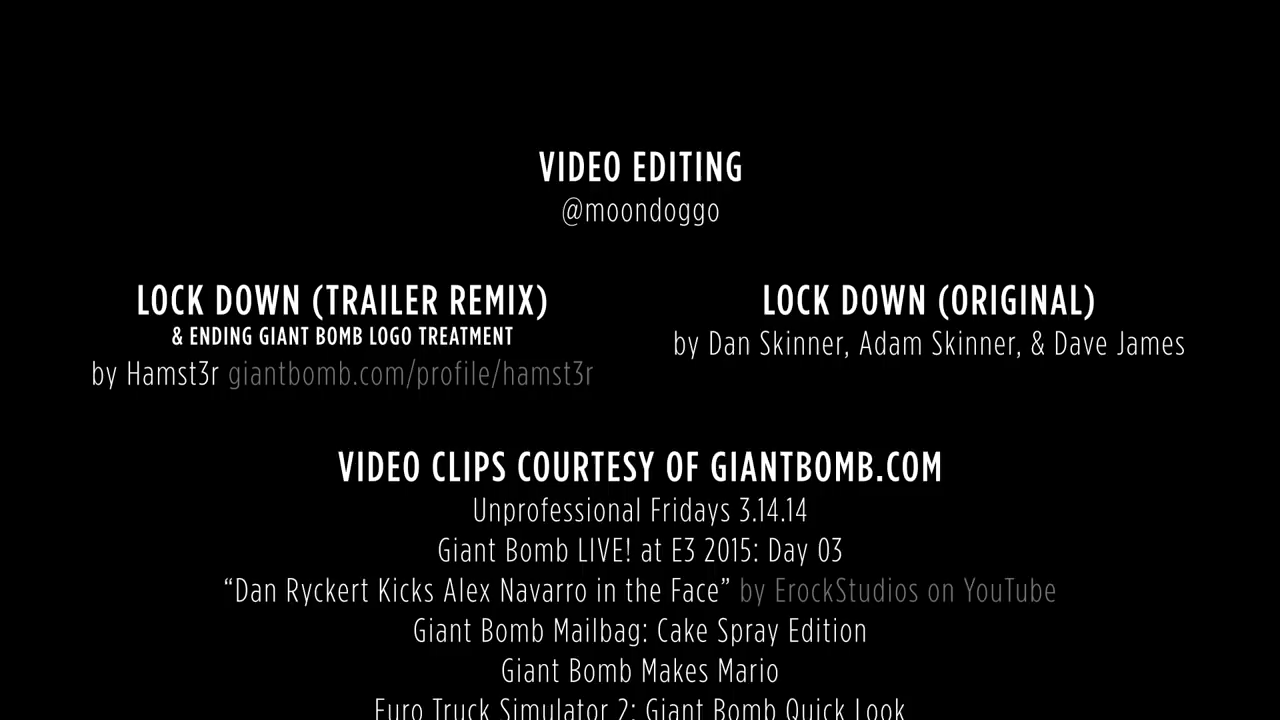 VIDEO EDITING
@moondoggo
LOCK DOWN (TRAILER REMIX)
& ENDING GIANT BOMB LOGO TREATMENT
by Hamst3r giantbomb.com/profile/hamst3r
LOCK DOWN (ORIGINAL)
by Dan Skinner, Adam Skinner, & Dave James
VIDEO CLIPS COURTESY OF GIANTBOMB.COM
Unprofessional Fridays 3.14.14
Giant Bomb LIVE! at E3 2015: Day 03
“Dan Ryckert Kicks Alex Navarro in the Face” by ErockStudios on YouTube
Giant Bomb Mailbag: Cake Spray Edition
Giant Bomb Makes Mario
Euro Truck Simulator 2: Giant Bomb Quick Look